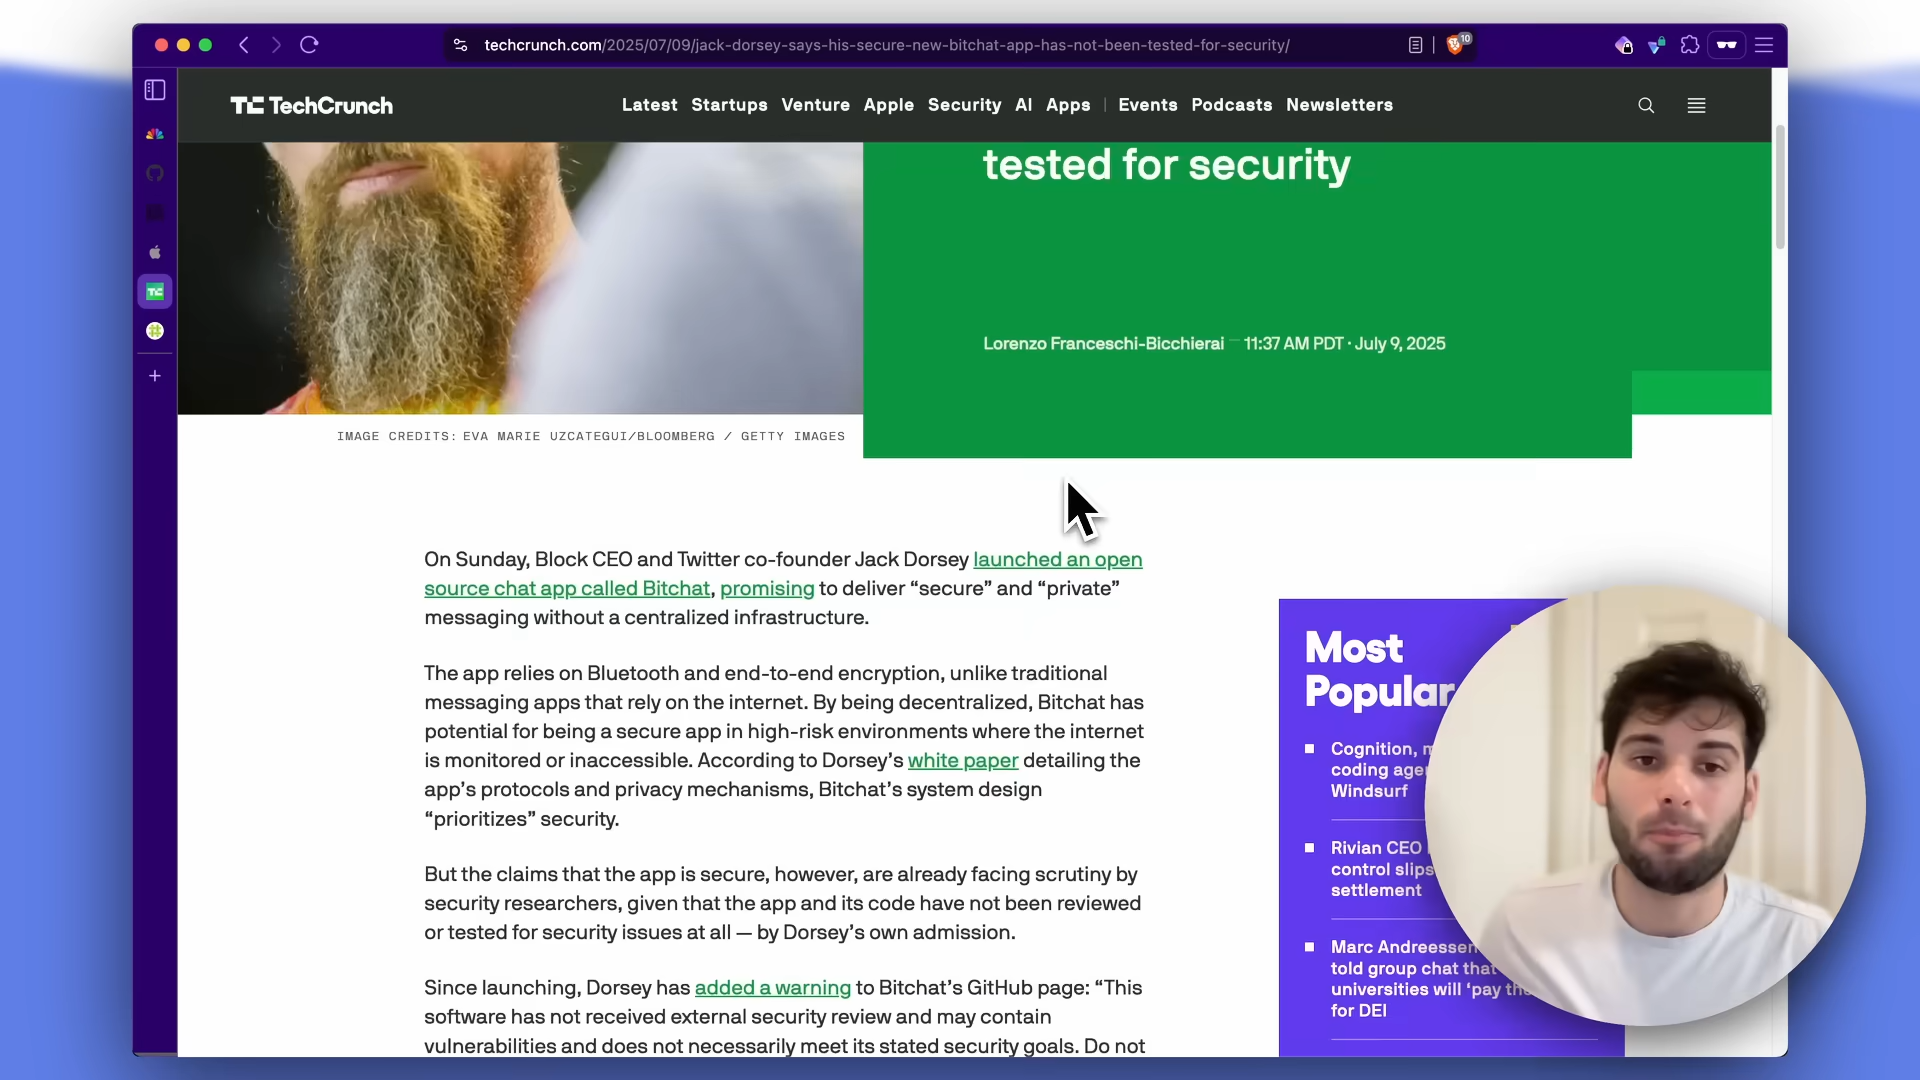 techcrunch.com/2025/07/09/jack-dorsey-says-his-secure-new-bitchat-app-has-not-been-tested-for-security/
10
TechCrunch
Latest Startups Venture Apple Security AI Apps | Events Podcasts Newsletters
tested for security
Lorenzo Franceschi-Bicchierai — 11:37 AM PDT · July 9, 2025
IMAGE CREDITS: EVA MARIE UZCATEGUI/BLOOMBERG / GETTY IMAGES
On Sunday, Block CEO and Twitter co-founder Jack Dorsey launched an open
source chat app called Bitchat, promising to deliver “secure” and “private”
messaging without a centralized infrastructure.
The app relies on Bluetooth and end-to-end encryption, unlike traditional
messaging apps that rely on the internet. By being decentralized, Bitchat has
potential for being a secure app in high-risk environments where the internet
is monitored or inaccessible. According to Dorsey’s white paper detailing the
app’s protocols and privacy mechanisms, Bitchat’s system design
“prioritizes” security.
But the claims that the app is secure, however, are already facing scrutiny by
security researchers, given that the app and its code have not been reviewed
or tested for security issues at all — by Dorsey’s own admission.
Since launching, Dorsey has added a warning to Bitchat’s GitHub page: “This
software has not received external security review and may contain
vulnerabilities and does not necessarily meet its stated security goals. Do not
Most
Popular
Cognition,
coding
Windsurf
Rivian CEO
control slips
settlement
Marc Andreessen
told group chat that
universities will ‘pay
for DEI